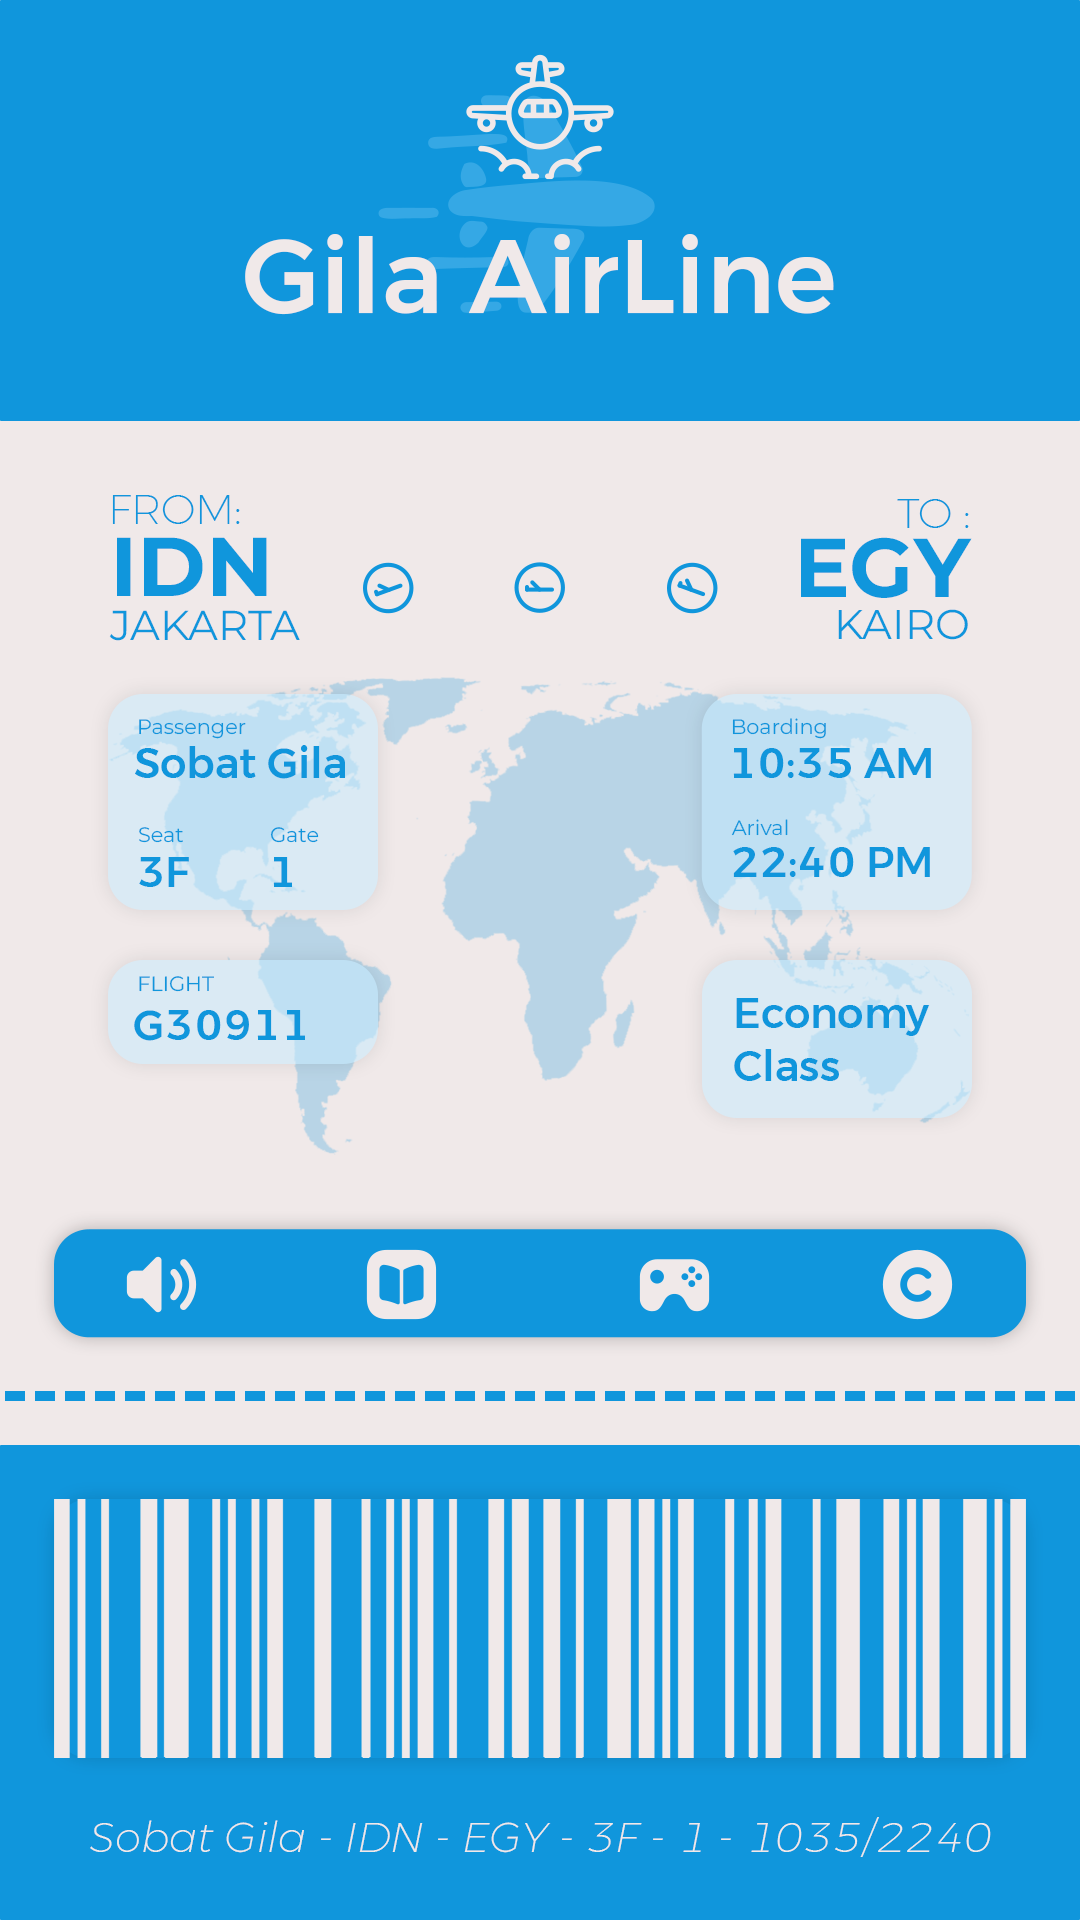 Gila AirLine
FROM:
IDN
JAKARTA
TO :
EGY
KAIRO
Passenger
Sobat Gila
Seat
3F
Gate
1
Boarding
10:35 AM
Arival
22:40 PM
FLIGHT
G30911
Economy
Class
C
Sobat Gila - IDN - EGY - 3F - 1 - 1035/2240